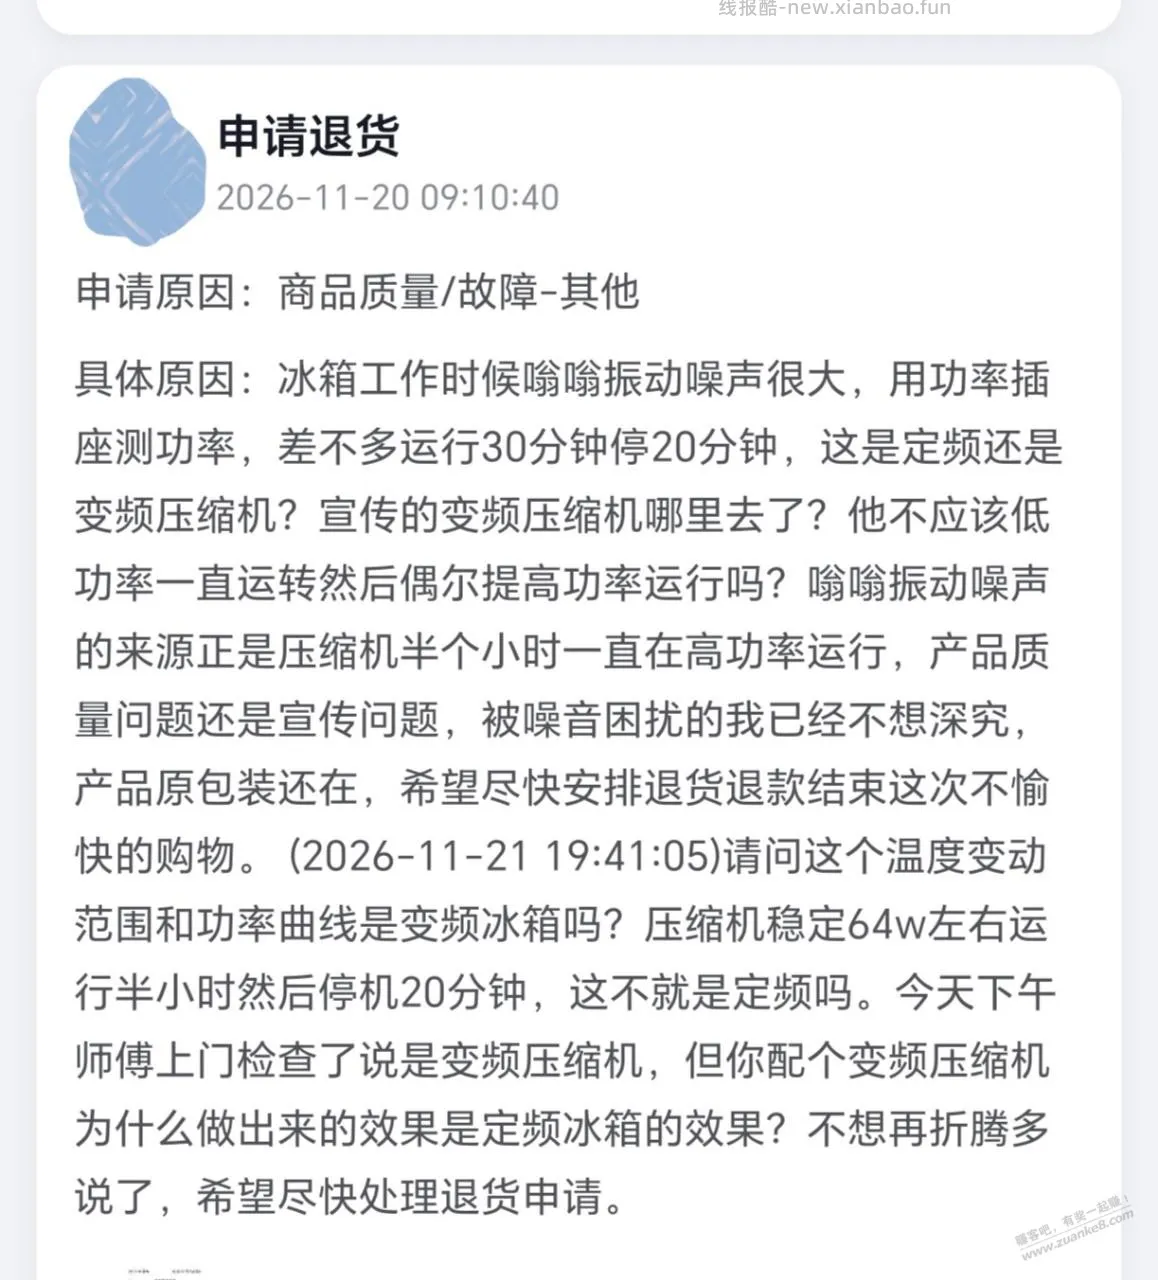 线报酷-new.xianbao.fun
申请退货
2026-11-20 09:10:40
申请原因：商品质量/故障-其他
具体原因：冰箱工作时候嗡嗡振动噪声很大，用功率插
座测功率，差不多运行30分钟停20分钟，这是定频还是
变频压缩机？宣传的变频压缩机哪里去了？他不应该低
功率一直运转然后偶尔提高功率运行吗？嗡嗡振动噪声
的来源正是压缩机半个小时一直在高功率运行，产品质
量问题还是宣传问题，被噪音困扰的我已经不想深究，
产品原包装还在，希望尽快安排退货退款结束这次不愉
快的购物。(2026-11-21 19:41:05)请问这个温度变动
范围和功率曲线是变频冰箱吗？压缩机稳定64w左右运
行半小时然后停机20分钟，这不就是定频吗。今天下午
师傅上门检查了说是变频压缩机，但你配个变频压缩机
为什么做出来的效果是定频冰箱的效果？不想再折腾多
说了，希望尽快处理退货申请。
赚客吧，有奖一起赚！
www.zuanke8.com